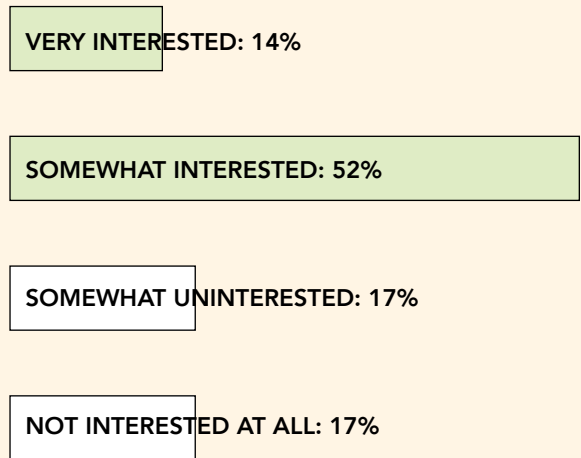 VERY INTERESTED: 14%
SOMEWHAT INTERESTED: 52%
SOMEWHAT UNINTERESTED: 17%
NOT INTERESTED AT ALL: 17%